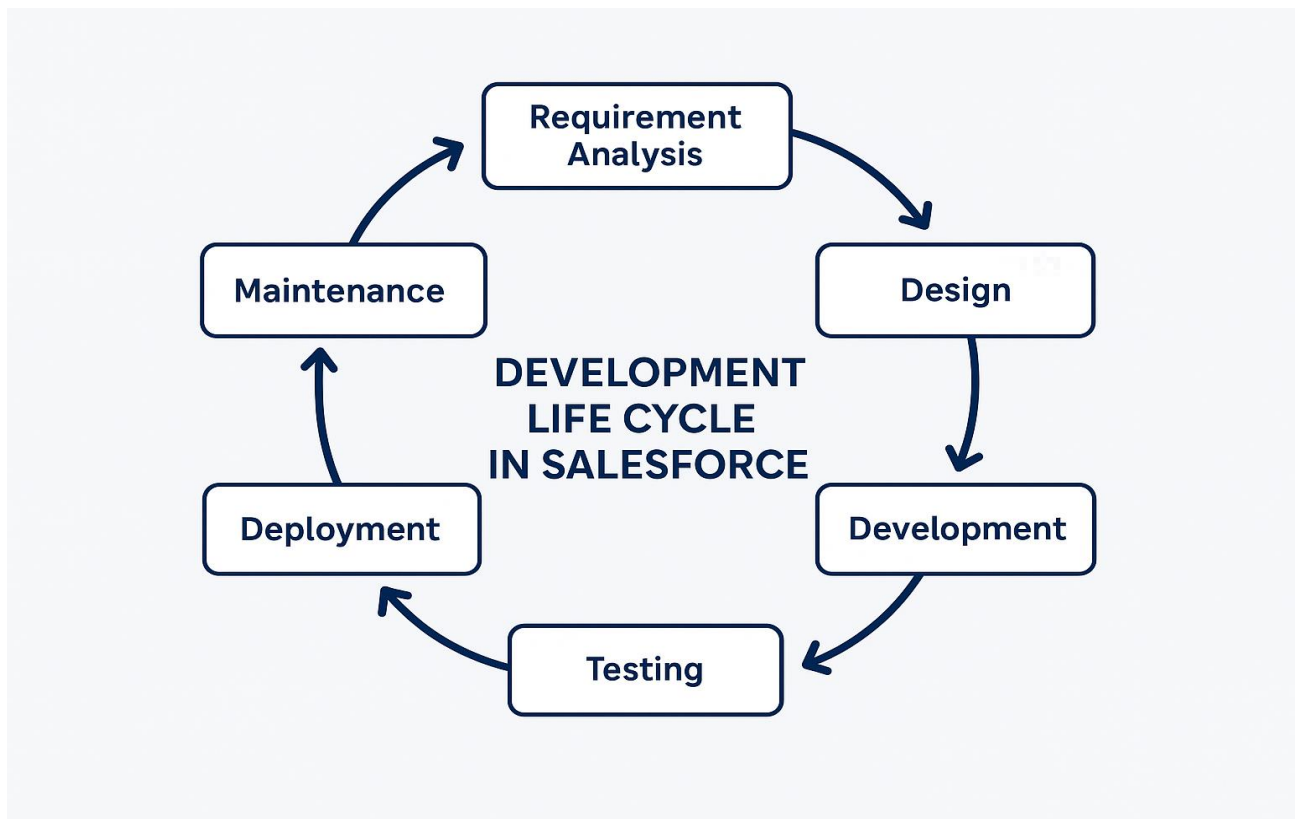 Requirement
Analysis
Maintenance
Design
DEVELOPMENT
LIFE CYCLE
IN SALESFORCE
Deployment
Development
Testing